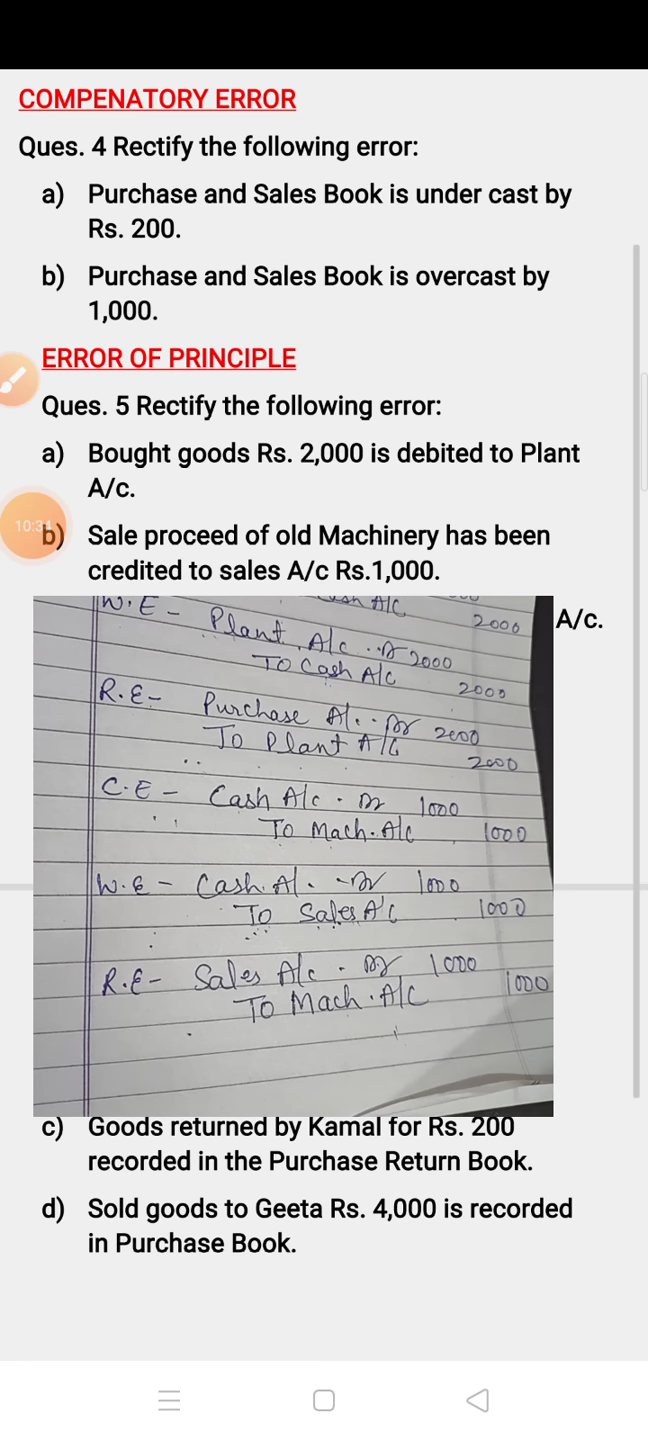 COMPENATORY ERROR
Ques. 4 Rectify the following error:
a) Purchase and Sales Book is under cast by
Rs. 200.
b) Purchase and Sales Book is overcast by
1,000.
ERROR OF PRINCIPLE
Ques. 5 Rectify the following error:
a) Bought goods Rs. 2,000 is debited to Plant
A/c.
10:34
b) Sale proceed of old Machinery has been
credited to sales A/c Rs.1,000.
A/c.
A/C 2000
W.E - Plant A/c .. Dr 2000
To Cash A/c 2000
R.E- Purchase A/. .. Dr 2000
To Plant A/c 2000
C.E - Cash A/c . Dr 1000
To Mach. A/c 1000
W.E - Cash. A/. - Dr 1000
To Sales A/c 1000
R.E- Sales A/c . Dr 1000
To Mach. A/C 1000
c) Goods returned by Kamal for Rs. 200
recorded in the Purchase Return Book.
d) Sold goods to Geeta Rs. 4,000 is recorded
in Purchase Book.